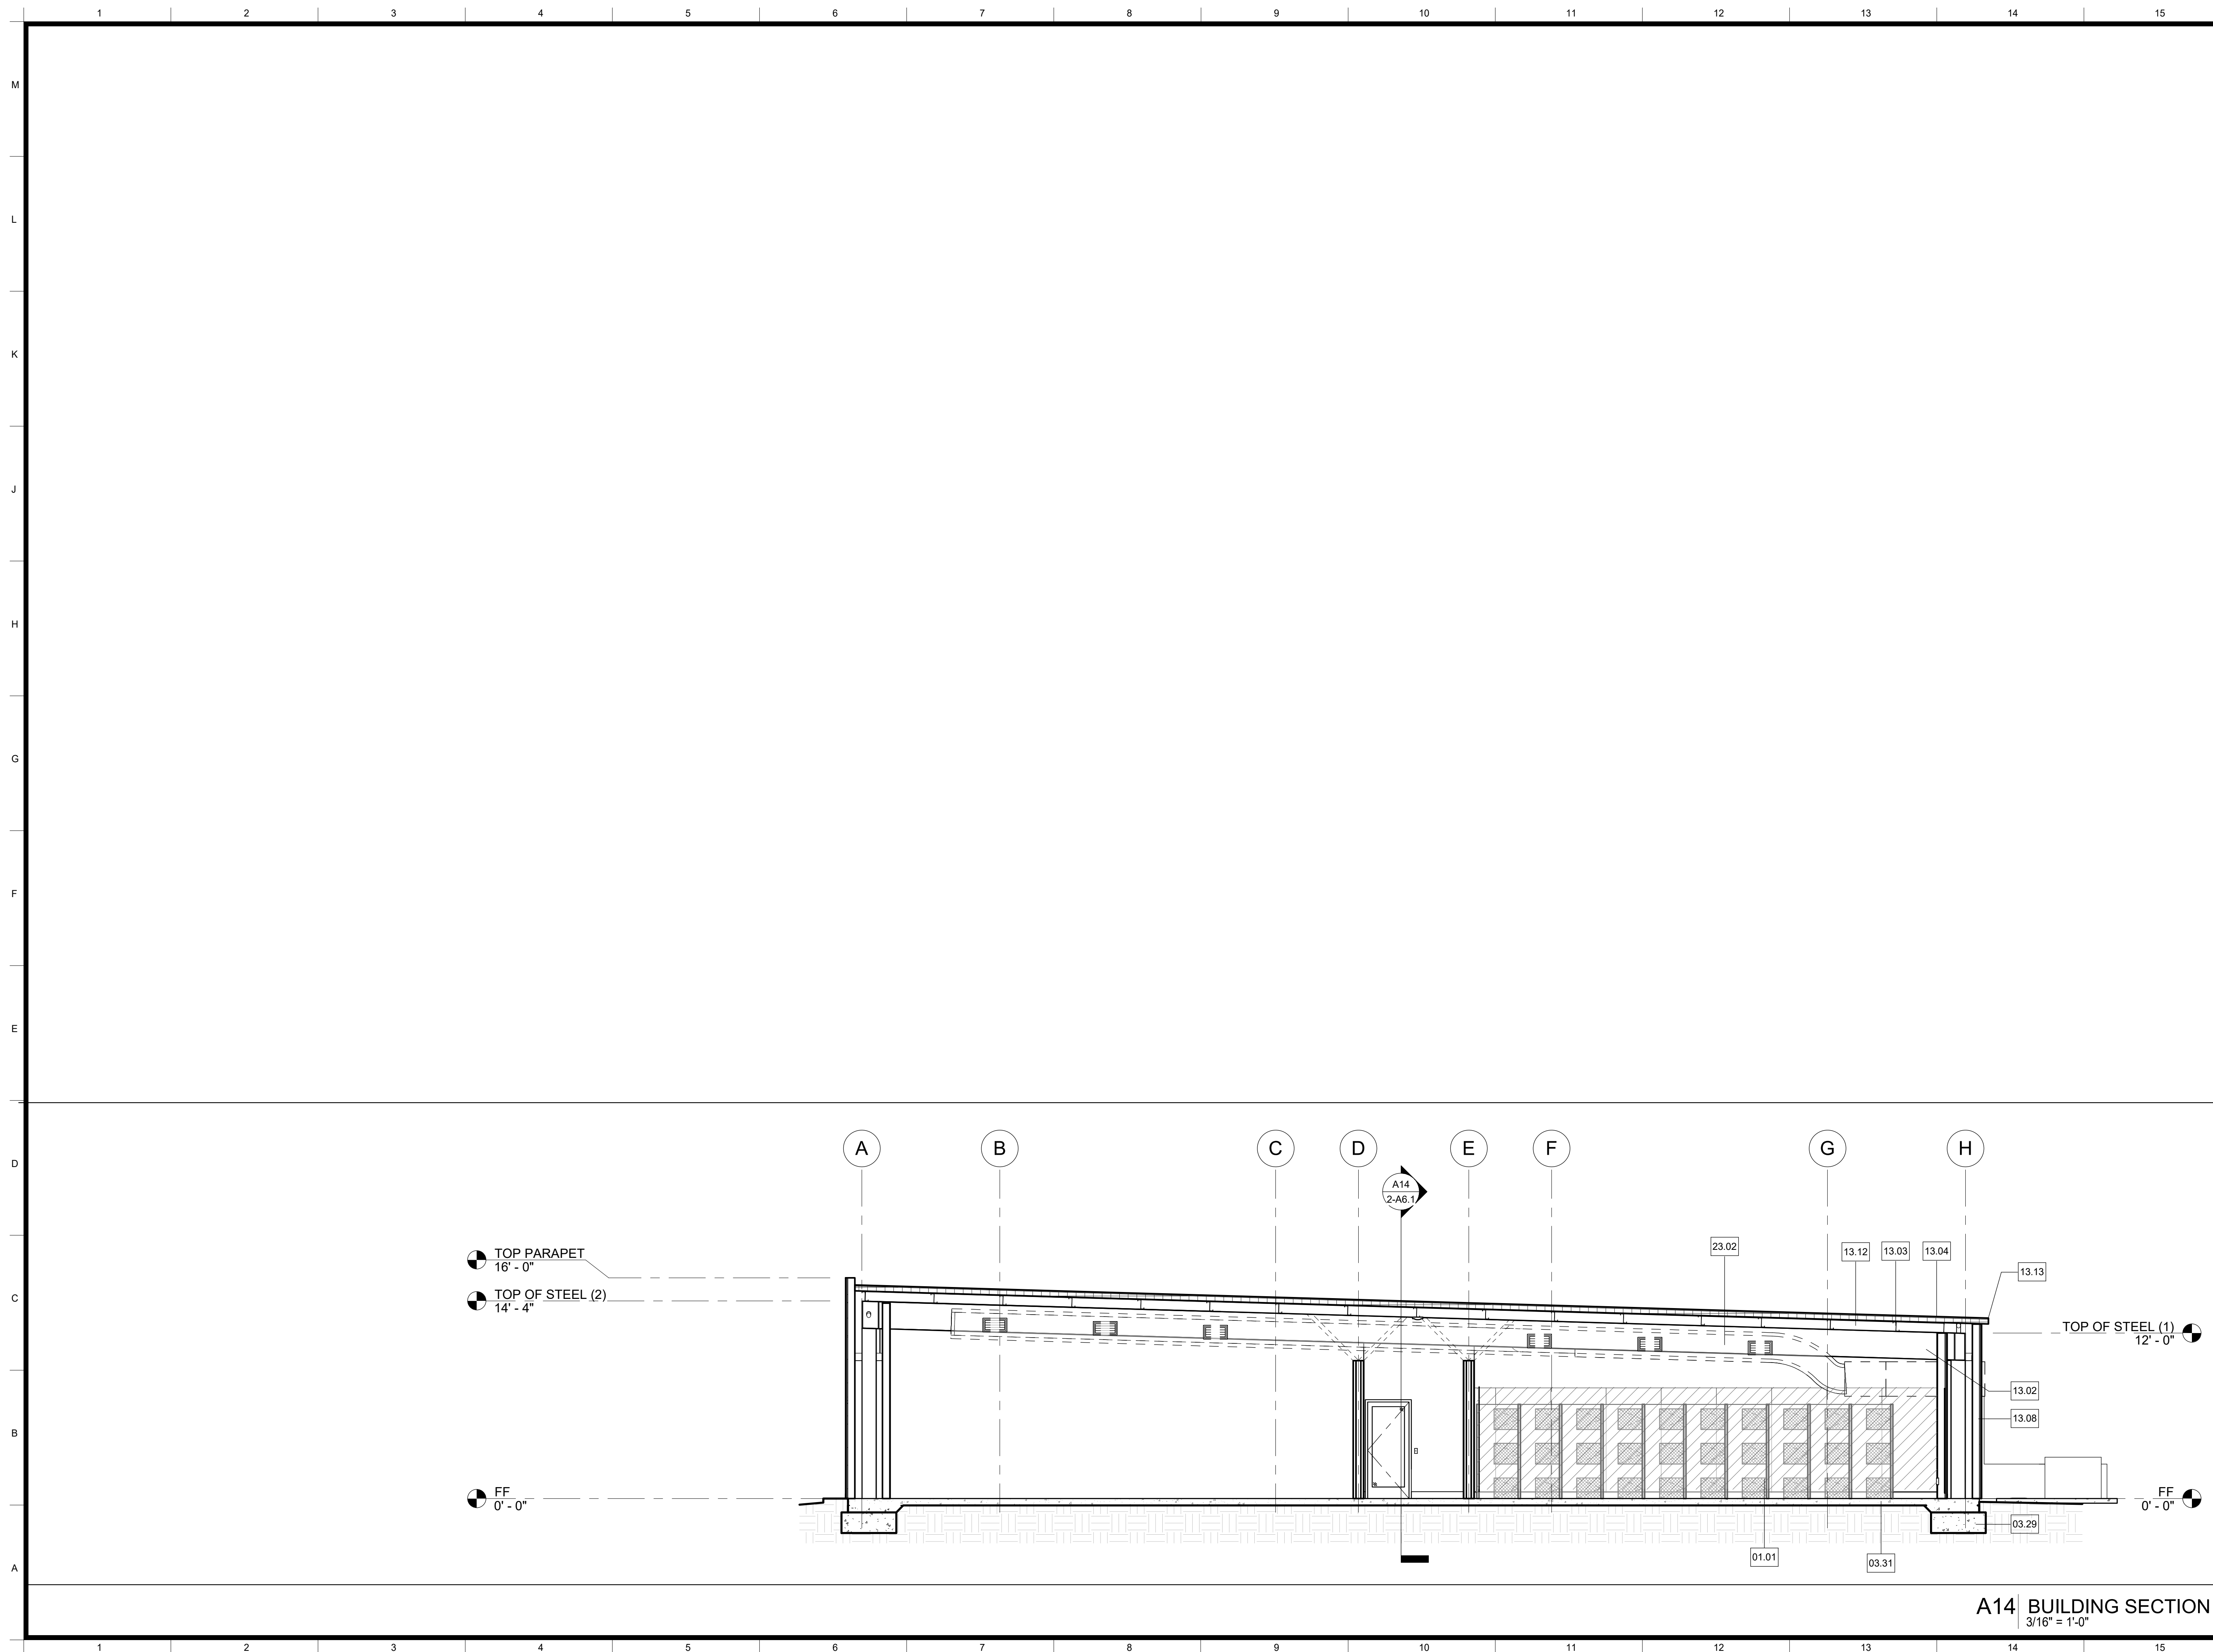 1 2 3 4 5 6 7 8 9 10 11 12 13 14 15
M
L
K
J
H
G
F
E
D
C
B
A
A B C D E F G H
A14
2-A6.1
23.02
13.12 13.03 13.04
13.13
TOP PARAPET
16' - 0"
TOP OF STEEL (2)
14' - 4"
TOP OF STEEL (1)
12' - 0"
13.02
13.08
FF
0' - 0"
FF
0' - 0"
03.29
01.01
03.31
A14 BUILDING SECTION
3/16" = 1'-0"
1 2 3 4 5 6 7 8 9 10 11 12 13 14 15